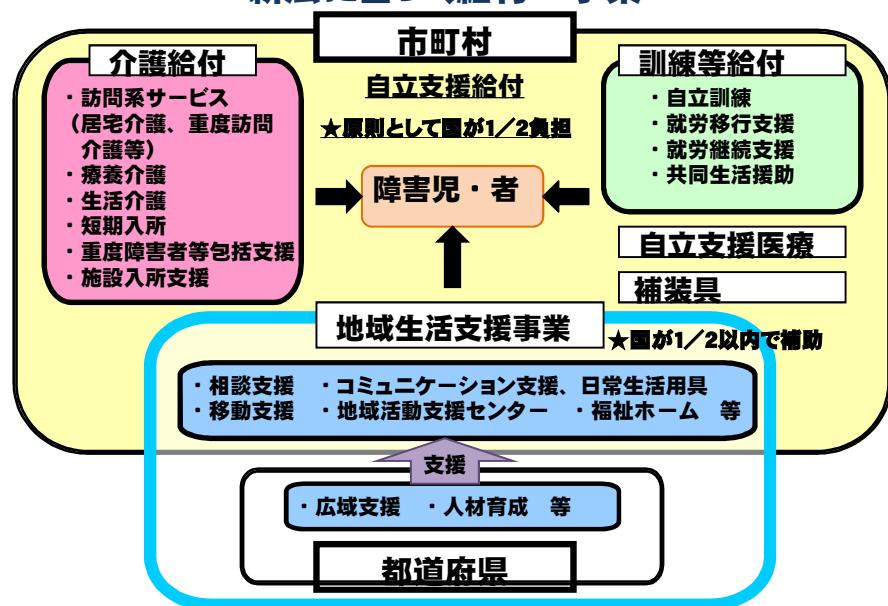 市町村
介護給付
・訪問系サービス
（居宅介護、重度訪問
介護等）
・療養介護
・生活介護
・短期入所
・重度障害者等包括支援
・施設入所支援
自立支援給付
★原則として国が1／2負担
障害児・者
訓練等給付
・自立訓練
・就労移行支援
・就労継続支援
・共同生活援助
自立支援医療
補装具
地域生活支援事業
★国が1／2以内で補助
・相談支援 ・コミュニケーション支援、日常生活用具
・移動支援 ・地域活動支援センター ・福祉ホーム 等
支援
・広域支援 ・人材育成 等
都道府県